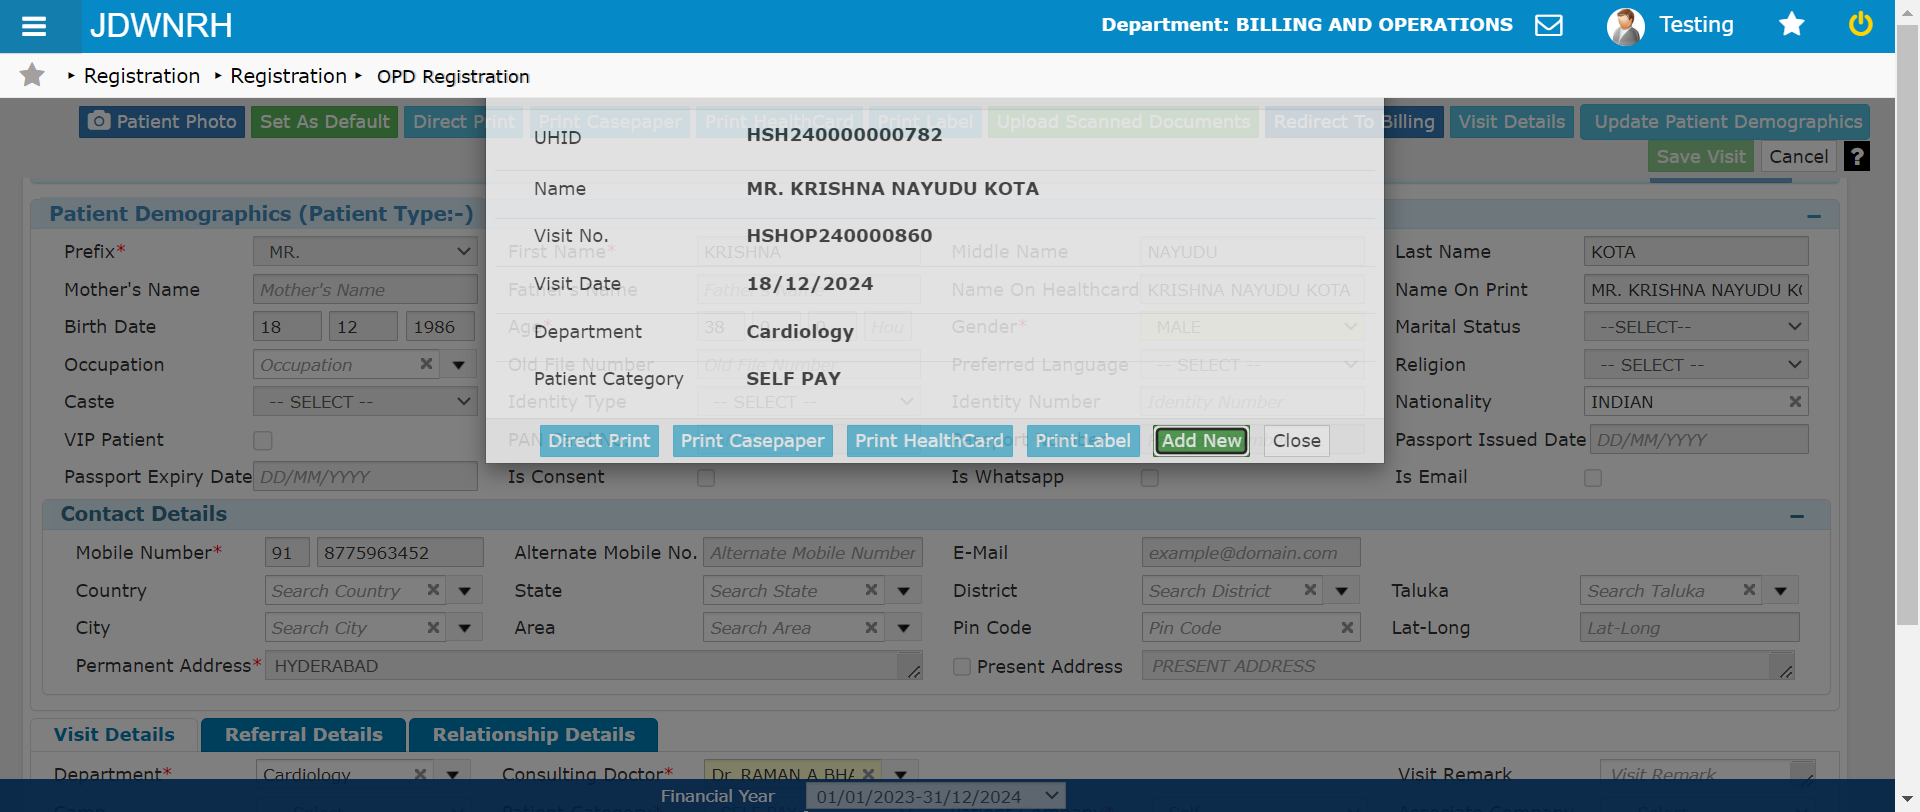 JDWNRH
Department: BILLING AND OPERATIONS
Testing
Registration
Registration
OPD Registration
Patient Photo
Set As Default
Direct Print
Print Casepaper
Print HealthCard
Print Label
Upload Scanned Documents
Redirect To Billing
Visit Details
Update Patient Demographics
Save Visit
Cancel
?
UHID HSH240000000782
Name MR. KRISHNA NAYUDU KOTA
Visit No. HSHOP240000860
Visit Date 18/12/2024
Department Cardiology
Patient Category SELF PAY
Direct Print Print Casepaper Print HealthCard Print Label Add New Close
Patient Demographics (Patient Type:-)
Prefix* MR. First Name* KRISHNA Middle Name NAYUDU Last Name KOTA
Mother's Name Mother's Name Father's Name Father's Name Name On Healthcard KRISHNA NAYUDU KOTA Name On Print MR. KRISHNA NAYUDU K
Birth Date 18 12 1986 Age* 38 0 0 Hou Gender* MALE Marital Status --SELECT--
Occupation Occupation Old File Number Old File Number Preferred Language -- SELECT -- Religion -- SELECT --
Caste -- SELECT -- Identity Type -- SELECT -- Identity Number Identity Number Nationality INDIAN
VIP Patient Passport Issued Date DD/MM/YYYY
Passport Expiry Date DD/MM/YYYY Is Consent Is Whatsapp Is Email
Contact Details
Mobile Number* 91 8775963452 Alternate Mobile No. Alternate Mobile Number E-Mail example@domain.com
Country Search Country State Search State District Search District Taluka Search Taluka
City Search City Area Search Area Pin Code Pin Code Lat-Long Lat-Long
Permanent Address* HYDERABAD Present Address PRESENT ADDRESS
Visit Details Referral Details Relationship Details
Department* Cardiology Consulting Doctor* Dr. RAMAN A BHA Visit Remark Visit Remark
Financial Year 01/01/2023-31/12/2024